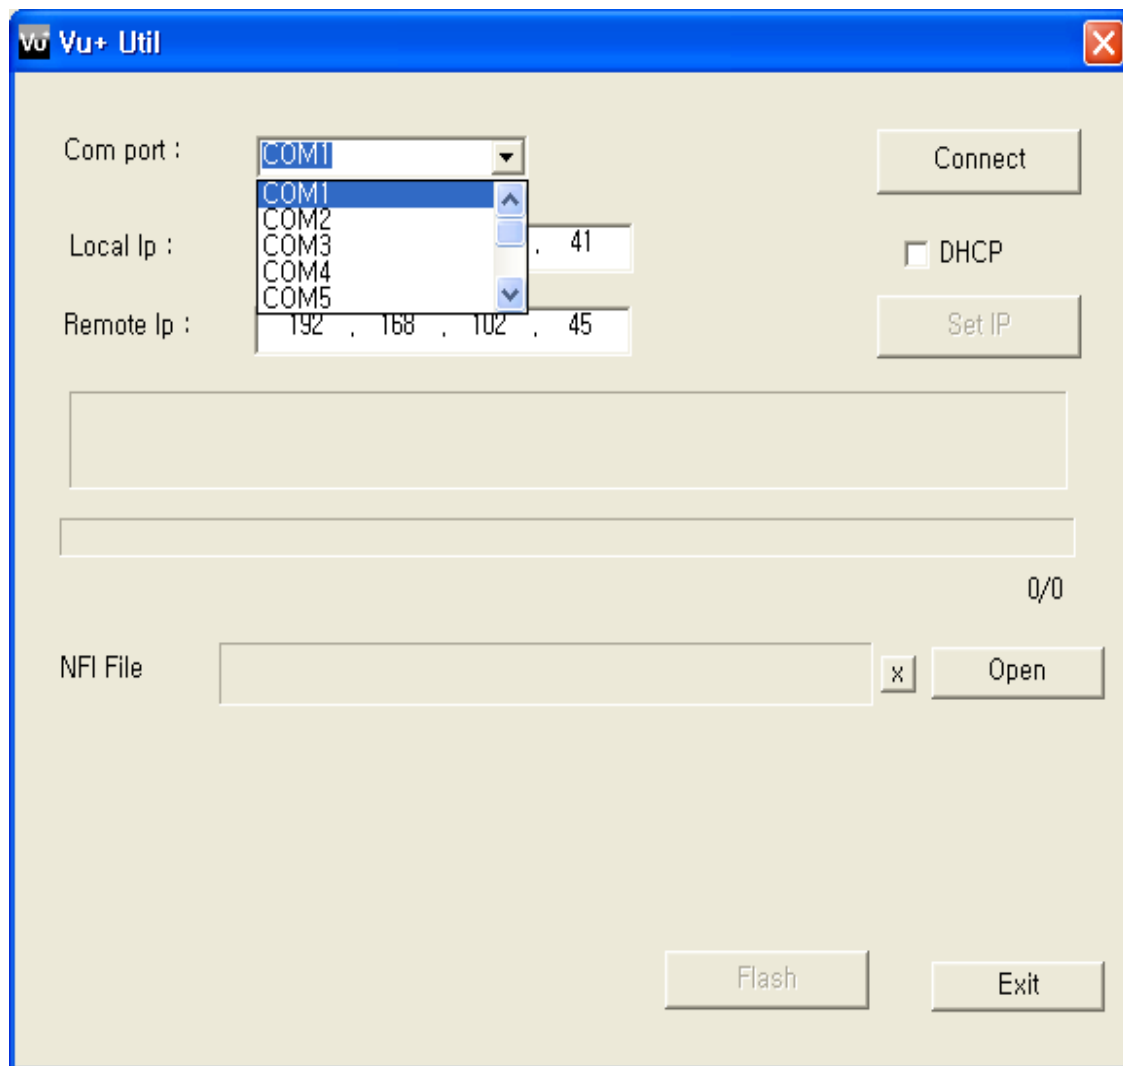 Vu Vu+ Util
Com port : COM1 Connect
COM1
COM2
COM3
COM4
COM5
Local Ip : . 41 DHCP
Remote Ip : 192 . 168 . 102 . 45 Set IP
0/0
NFI File x Open
Flash Exit